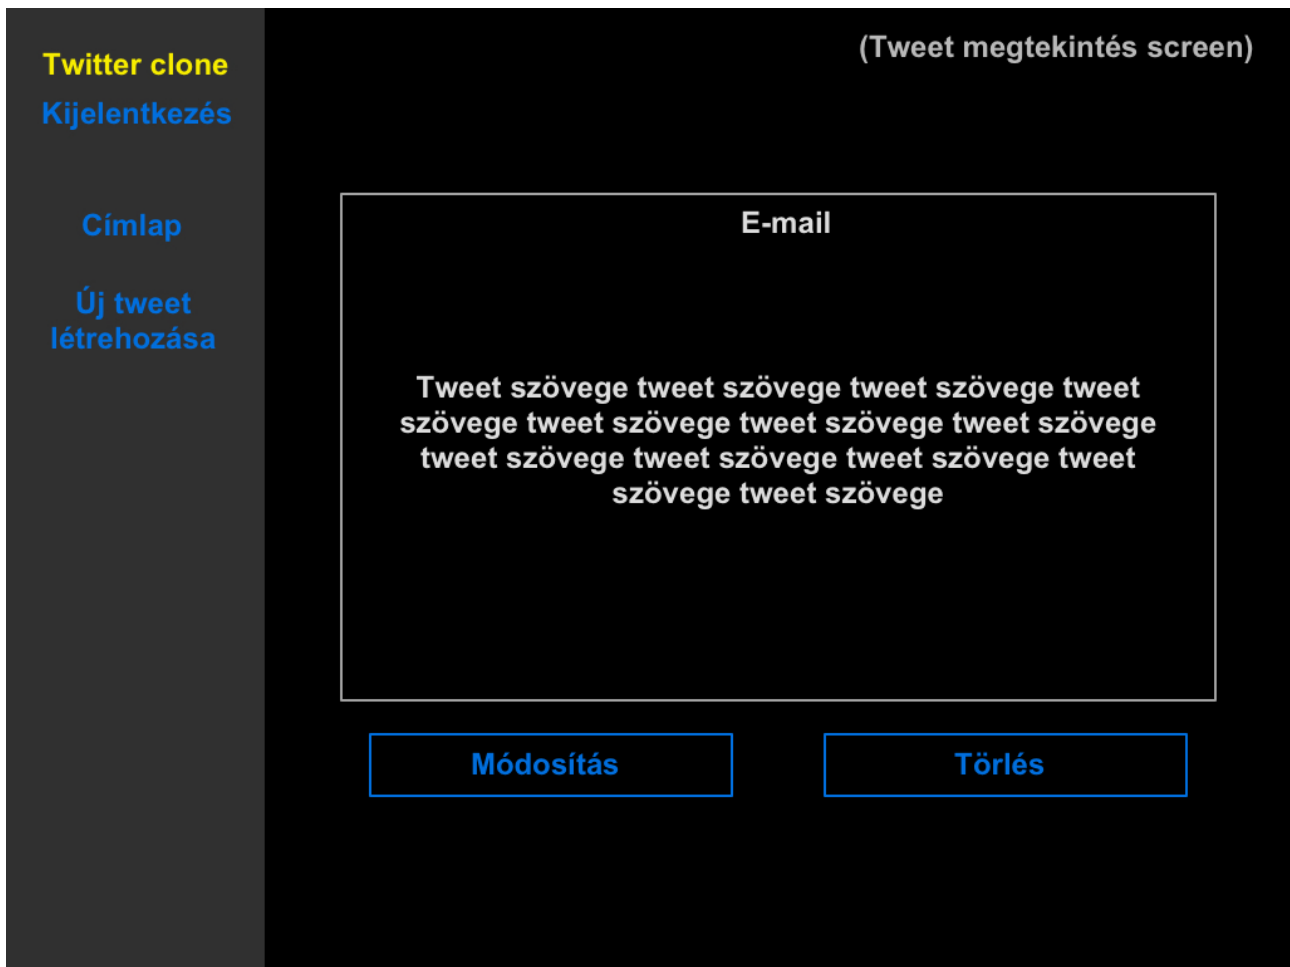 Twitter clone
Kijelentkezés
Címlap
Új tweet
létrehozása
(Tweet megtekintés screen)
E-mail
Tweet szövege tweet szövege tweet szövege tweet
szövege tweet szövege tweet szövege tweet szövege
tweet szövege tweet szövege tweet szövege tweet
szövege tweet szövege
Módosítás
Törlés